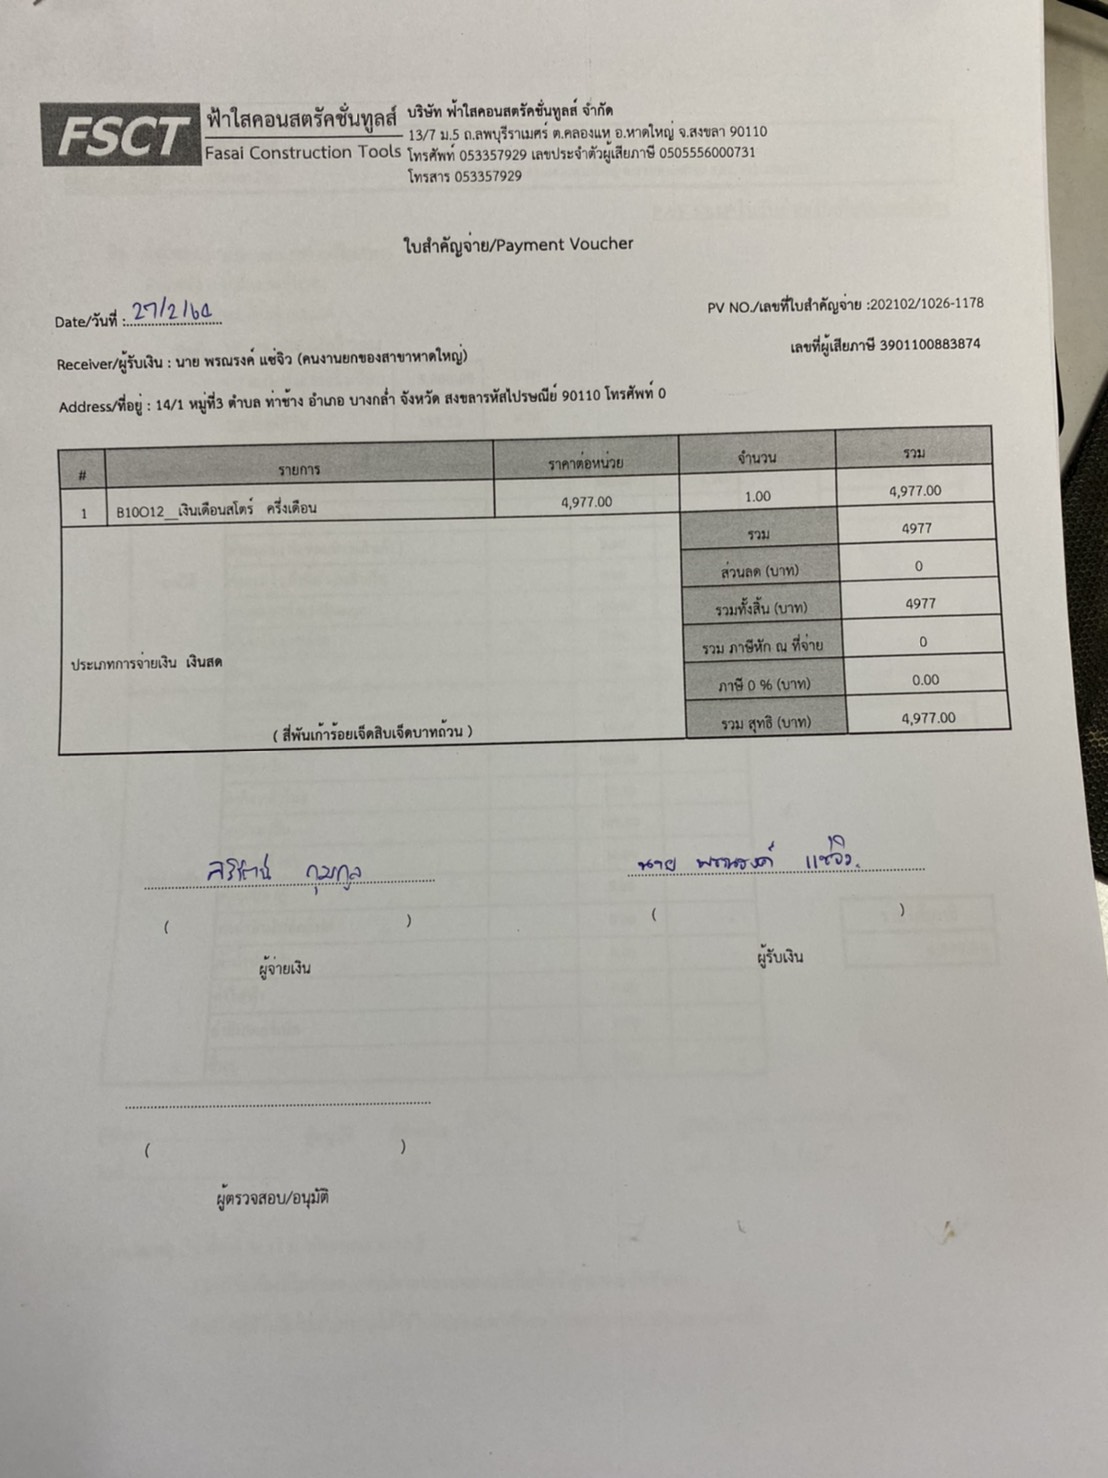 FSCT ฟ้าใสคอนสตรัคชั่นทูลส์
Fasai Construction Tools
บริษัท ฟ้าใสคอนสตรัคชั่นทูลส์ จำกัด
13/7 ม.5 ถ.ลพบุรีราเมศร์ ต.คลองแห อ.หาดใหญ่ จ.สงขลา 90110
โทรศัพท์ 053357929 เลขประจำตัวผู้เสียภาษี 0505556000731
โทรสาร 053357929
ใบสำคัญจ่าย/Payment Voucher
Date/วันที่ : 27/2/64
PV NO./เลขที่ใบสำคัญจ่าย :202102/1026-1178
Receiver/ผู้รับเงิน : นาย พรณรงค์ แซ่จิว (คนงานยกของสาขาหาดใหญ่)
เลขที่ผู้เสียภาษี 3901100883874
Address/ที่อยู่ : 14/1 หมู่ที่3 ตำบล ท่าช้าง อำเภอ บางกล่ำ จังหวัด สงขลารหัสไปรษณีย์ 90110 โทรศัพท์ 0
# รายการ ราคาต่อหน่วย จำนวน รวม
1 B10O12__เงินเดือนสโตร์ ครึ่งเดือน 4,977.00 1.00 4,977.00
รวม 4977
ส่วนลด (บาท) 0
รวมทั้งสิ้น (บาท) 4977
รวม ภาษีหัก ณ ที่จ่าย 0
ประเภทการจ่ายเงิน เงินสด
ภาษี 0 % (บาท) 0.00
( สี่พันเก้าร้อยเจ็ดสิบเจ็ดบาทถ้วน )
รวม สุทธิ (บาท) 4,977.00
นาย พรณรงค์ แซ่จิว
( ) ( )
ผู้จ่ายเงิน ผู้รับเงิน
( )
ผู้ตรวจสอบ/อนุมัติ